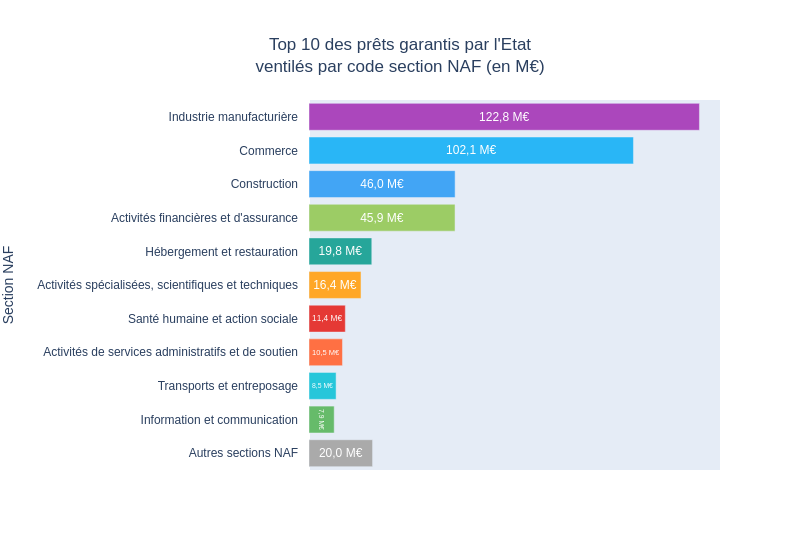 Top 10 des prêts garantis par l'Etat
ventilés par code section NAF (en M€)
Section NAF
Industrie manufacturière 122,8 M€
Commerce 102,1 M€
Construction 46,0 M€
Activités financières et d'assurance 45,9 M€
Hébergement et restauration 19,8 M€
Activités spécialisées, scientifiques et techniques 16,4 M€
Santé humaine et action sociale 11,4 M€
Activités de services administratifs et de soutien 10,5 M€
Transports et entreposage 8,5 M€
Information et communication 7,9 M€
Autres sections NAF 20,0 M€